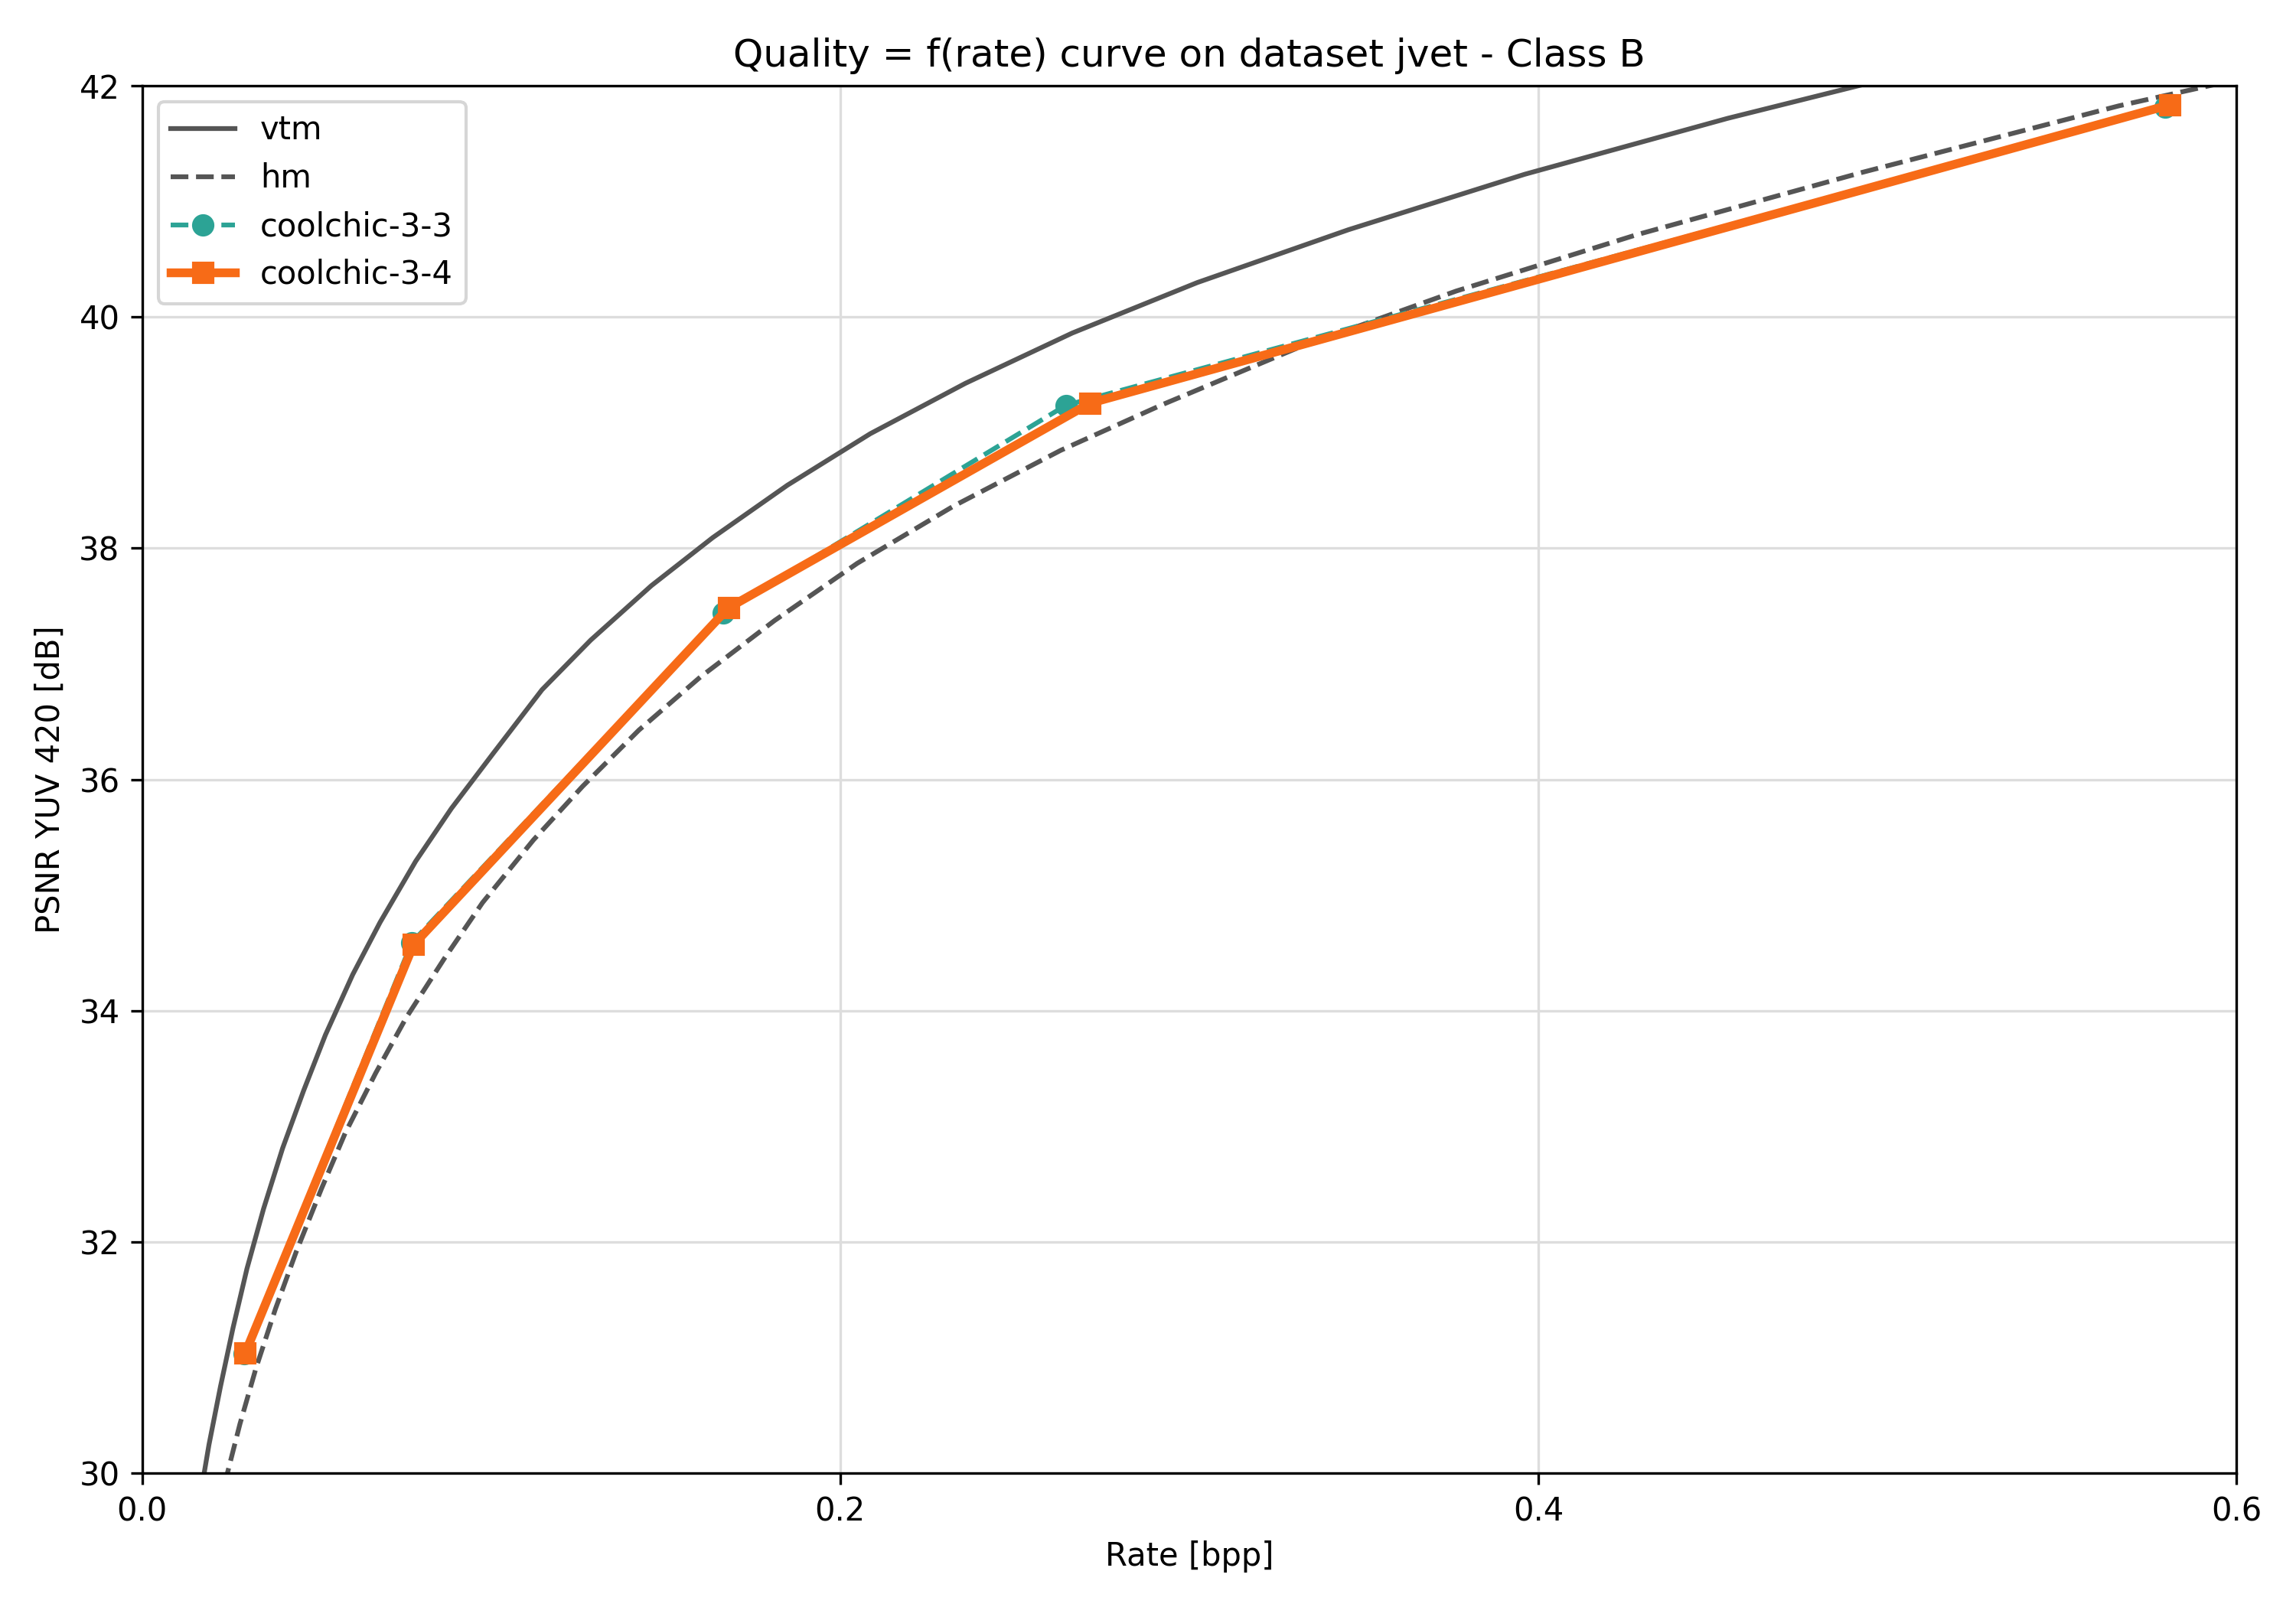 Quality = f(rate) curve on dataset jvet - Class B
vtm
hm
coolchic-3-3
coolchic-3-4
PSNR YUV 420 [dB]
42
40
38
36
34
32
30
0.0
0.2
0.4
0.6
Rate [bpp]